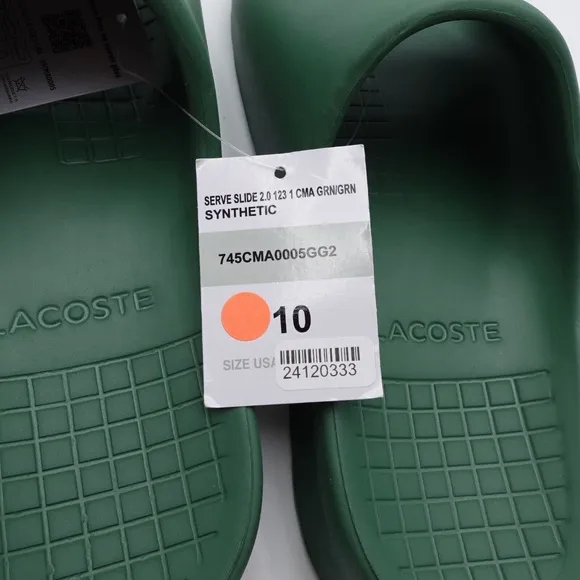 SERVE SLIDE 2.0 123 1 CMA GRN/GRN
SYNTHETIC
745CMA0005GG2
10
SIZE USA
24120333
LACOSTE
LACOSTE